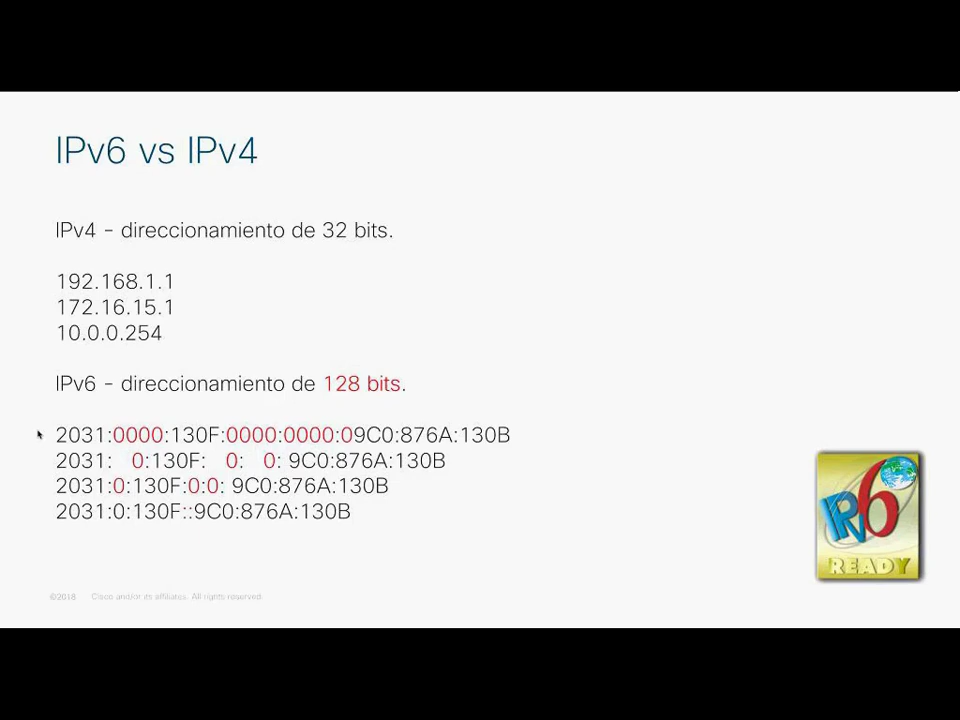 IPv6 vs IPv4
IPv4 - direccionamiento de 32 bits.
192.168.1.1
172.16.15.1
10.0.0.254
IPv6 - direccionamiento de 128 bits.
2031:0000:130F:0000:0000:09C0:876A:130B
2031: 0:130F: 0: 0: 9C0:876A:130B
2031:0:130F:0:0: 9C0:876A:130B
2031:0:130F::9C0:876A:130B
IPv6
READY
©2018 Cisco and/or its affiliates. All rights reserved.